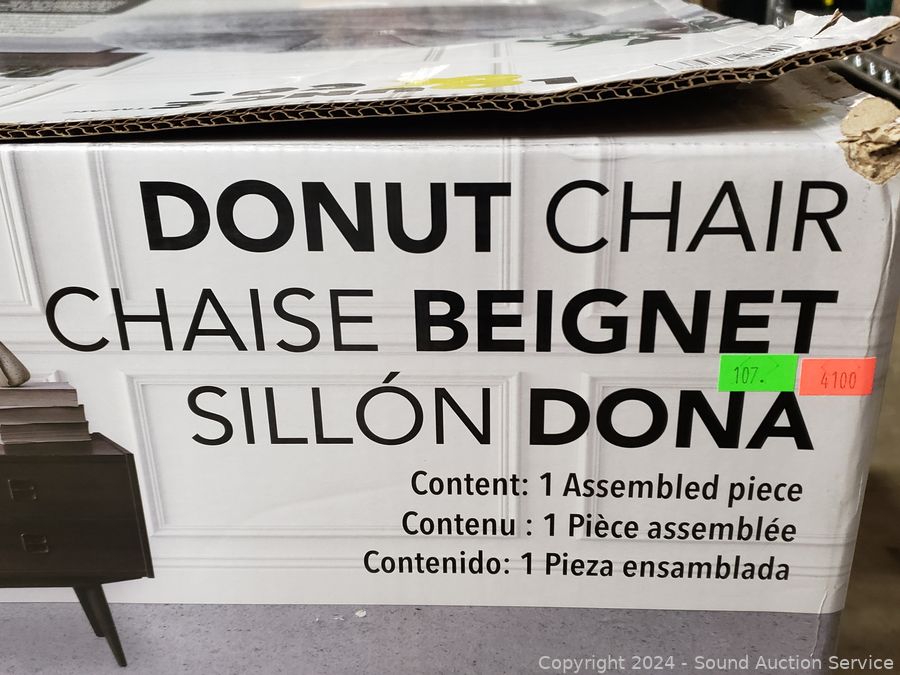 DONUT CHAIR
CHAISE BEIGNET
107. 4100
SILLÓN DONA
Content: 1 Assembled piece
Contenu : 1 Pièce assemblée
Contenido: 1 Pieza ensamblada
Copyright 2024 - Sound Auction Service